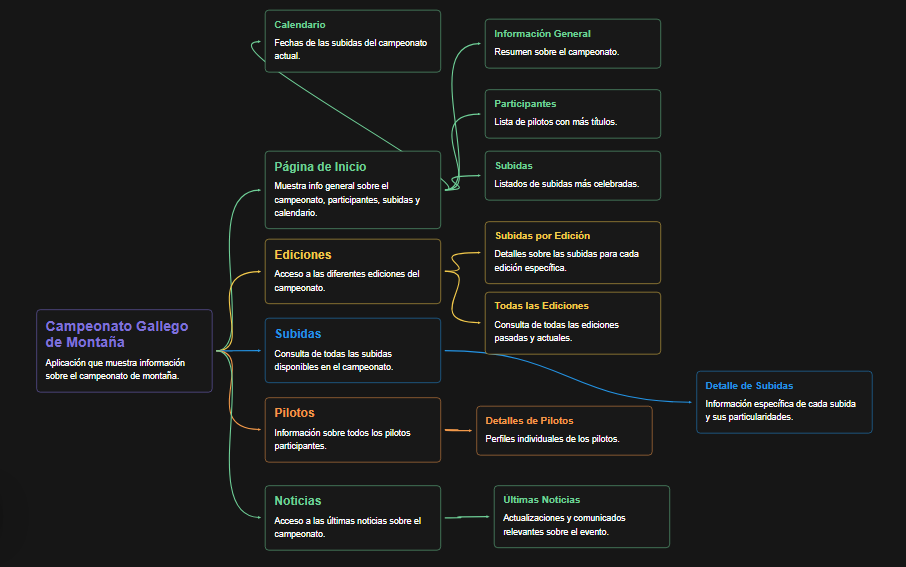 Calendario
Fechas de las subidas del campeonato
actual.
Información General
Resumen sobre el campeonato.
Participantes
Lista de pilotos con más títulos.
Página de Inicio
Muestra info general sobre el
campeonato, participantes, subidas y
calendario.
Subidas
Listados de subidas más celebradas.
Ediciones
Acceso a las diferentes ediciones del
campeonato.
Subidas por Edición
Detalles sobre las subidas para cada
edición específica.
Todas las Ediciones
Consulta de todas las ediciones
pasadas y actuales.
Campeonato Gallego
de Montaña
Aplicación que muestra información
sobre el campeonato de montaña.
Subidas
Consulta de todas las subidas
disponibles en el campeonato.
Detalle de Subidas
Información específica de cada subida
y sus particularidades.
Pilotos
Información sobre todos los pilotos
participantes.
Detalles de Pilotos
Perfiles individuales de los pilotos.
Noticias
Acceso a las últimas noticias sobre el
campeonato.
Últimas Noticias
Actualizaciones y comunicados
relevantes sobre el evento.